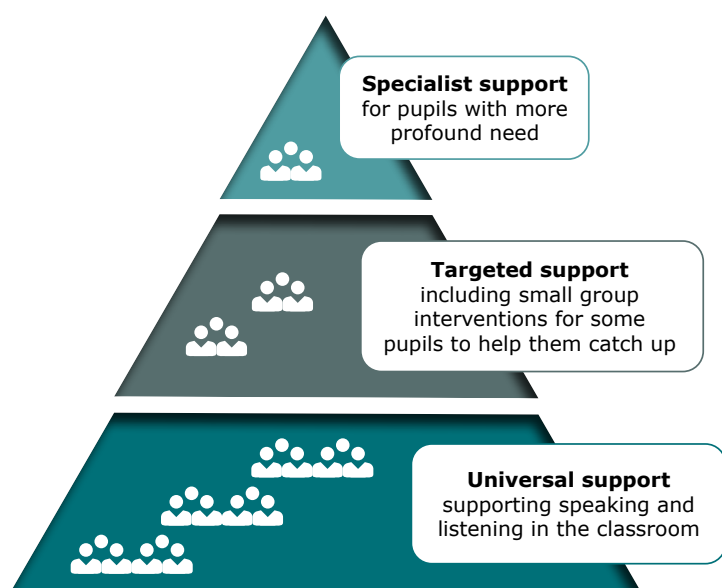 Specialist support
for pupils with more
profound need
Targeted support
including small group
interventions for some
pupils to help them catch up
Universal support
supporting speaking and
listening in the classroom